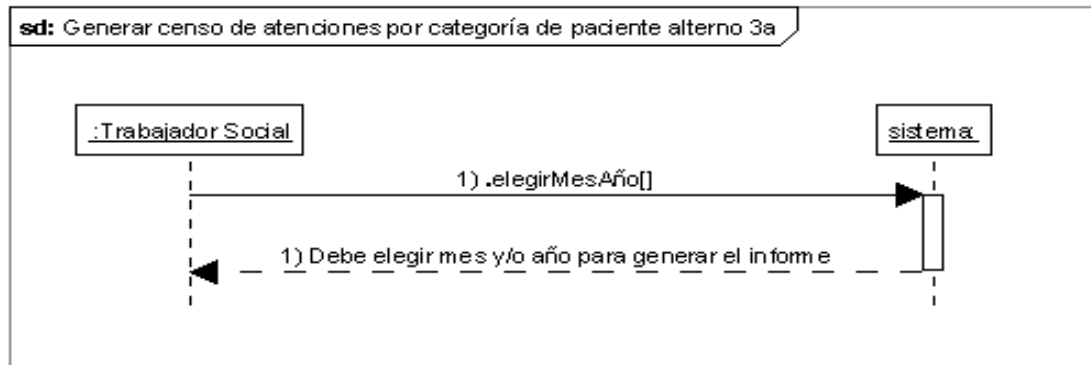 sd: Generar censo de atenciones por categoría de paciente alterno 3a
:Trabajador Social
sistema:
1) .elegirMesAño[]
1) Debe elegir mes y/o año para generar el informe